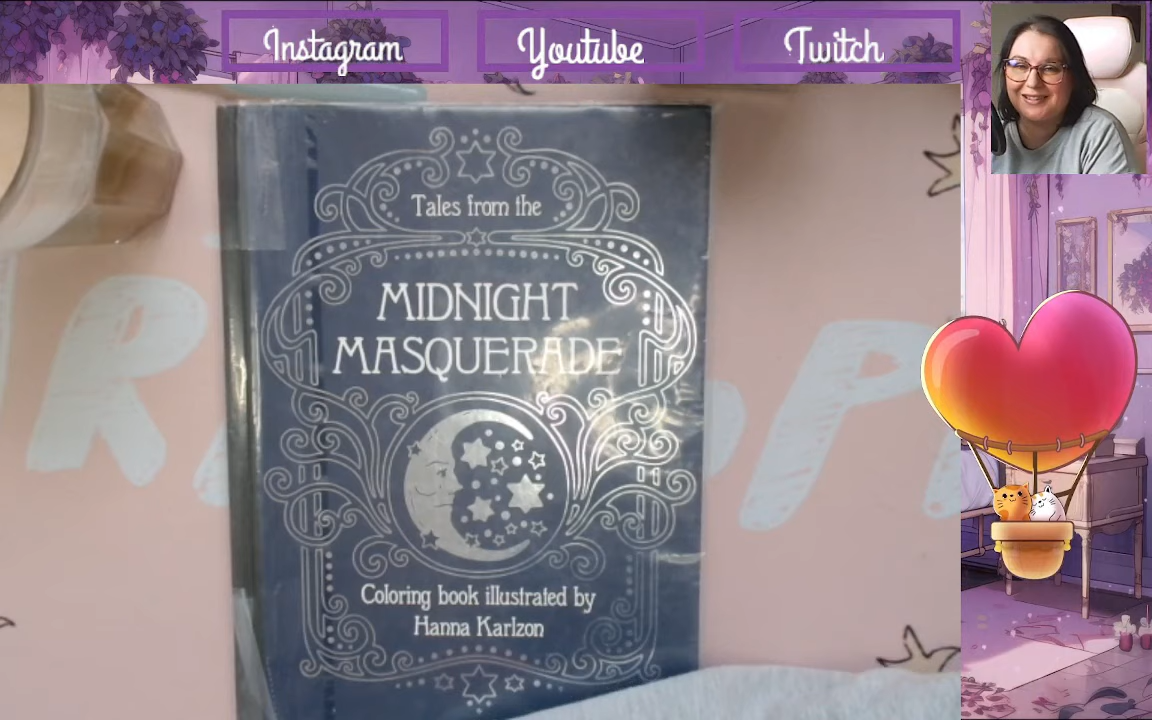 Instagram
Youtube
Twitch
Tales from the
MIDNIGHT
MASQUERADE
Coloring book illustrated by
Hanna Karlzon